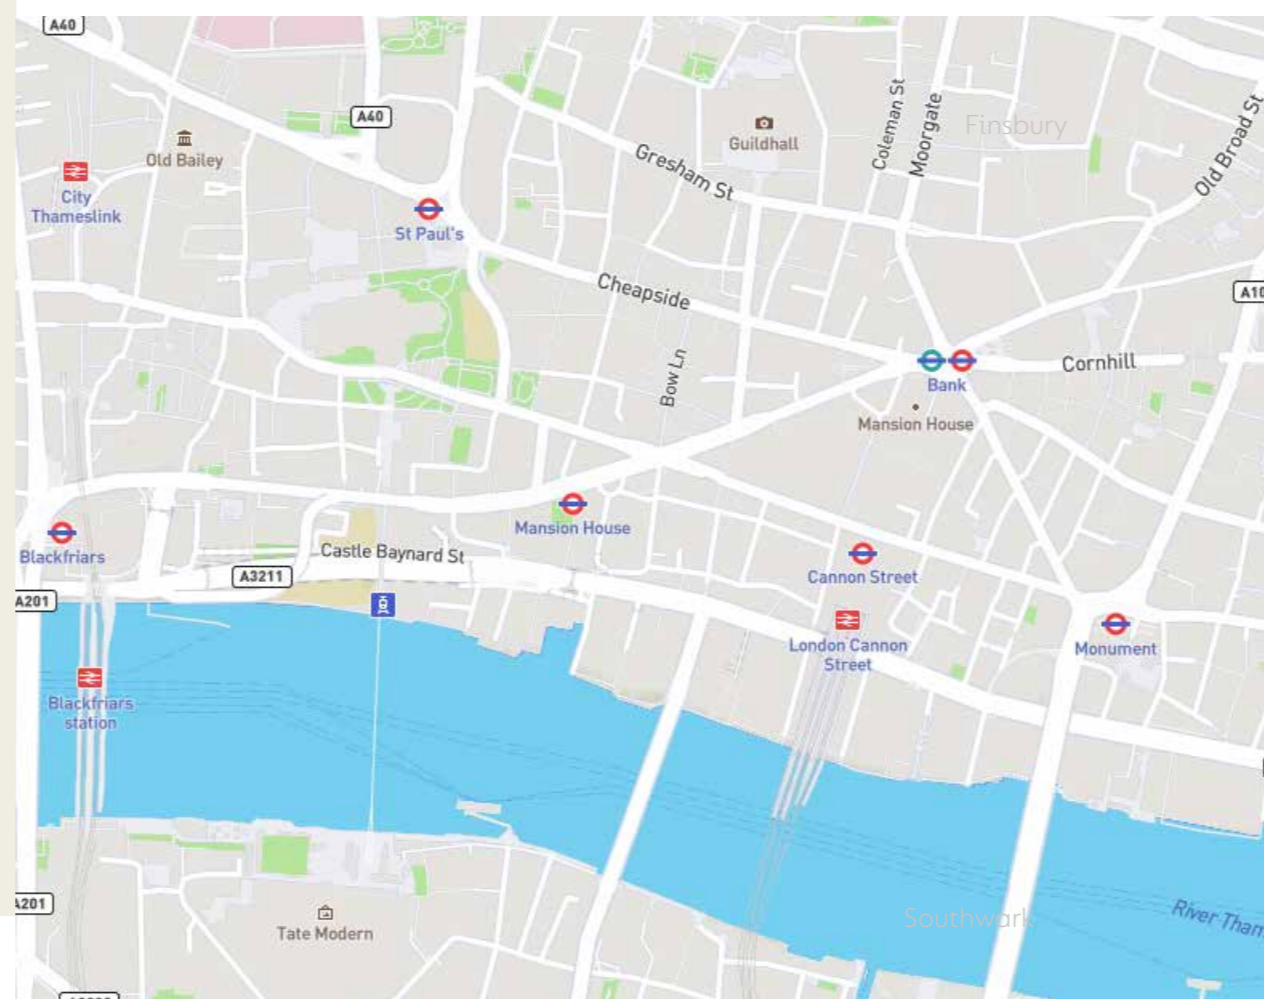 A40
A40
Old Bailey
City
Thameslink
St Paul's
Guildhall
Gresham St
Coleman St
Moorgate
Finsbury
Old Broad St
Cheapside
A10
Bow Ln
Bank
Cornhill
Mansion House
Mansion House
Blackfriars
Castle Baynard St
A3211
Cannon Street
A201
London Cannon
Street
Monument
Blackfriars
station
A201
Tate Modern
Southwark
River Tham